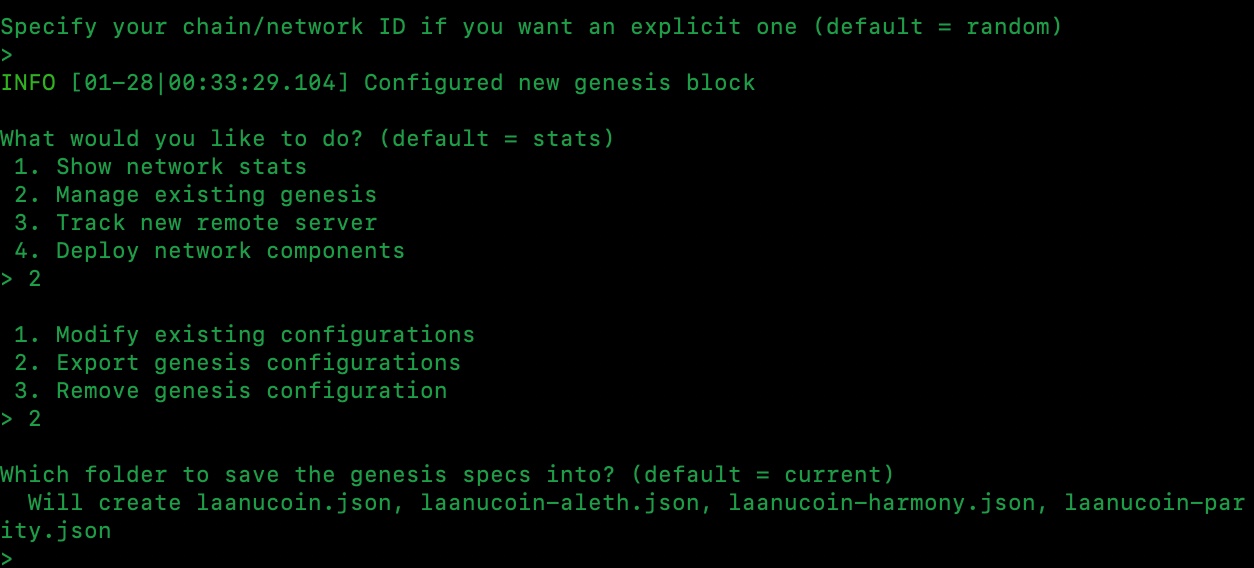 Specify your chain/network ID if you want an explicit one (default = random)
>
INFO [01-28|00:33:29.104] Configured new genesis block
What would you like to do? (default = stats)
1. Show network stats
2. Manage existing genesis
3. Track new remote server
4. Deploy network components
> 2
1. Modify existing configurations
2. Export genesis configurations
3. Remove genesis configuration
> 2
Which folder to save the genesis specs into? (default = current)
Will create laanucoin.json, laanucoin-aleth.json, laanucoin-harmony.json, laanucoin-par
ity.json
>